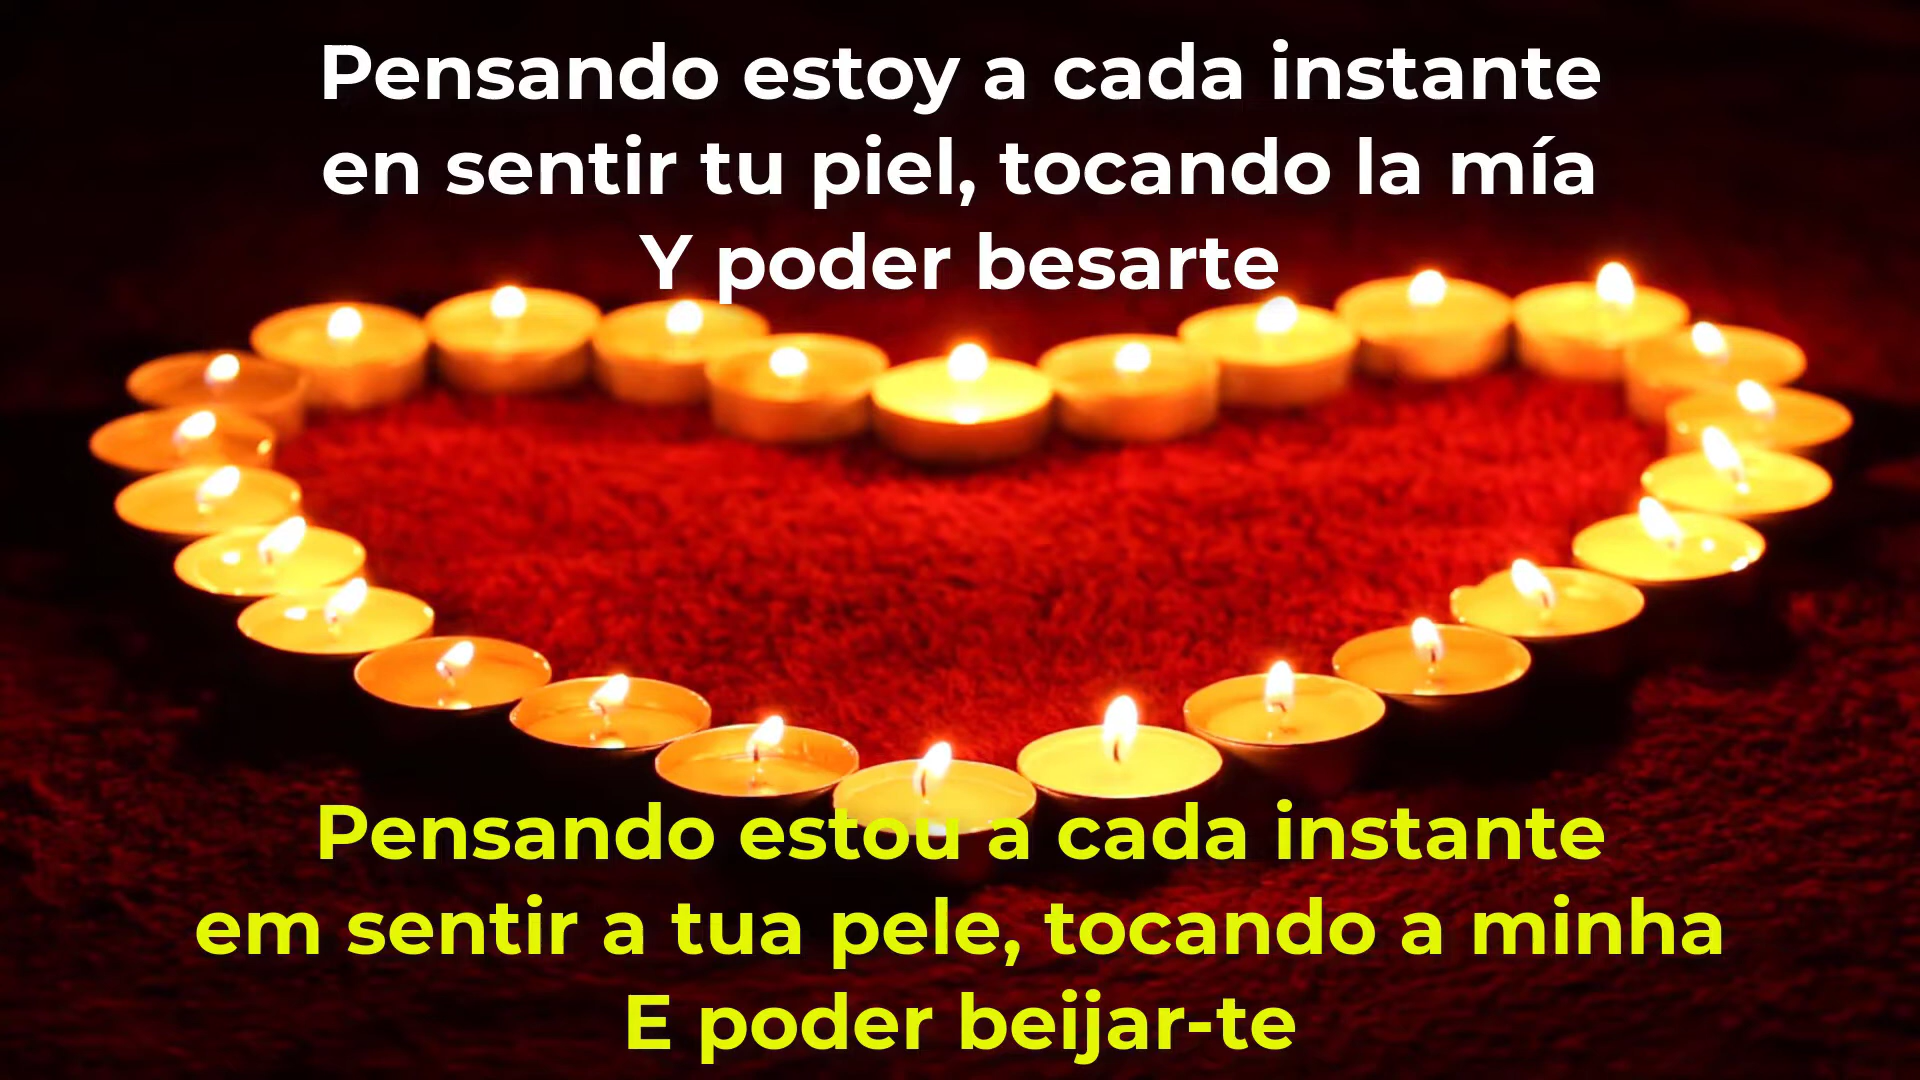 Pensando estoy a cada instante
en sentir tu piel, tocando la mía
Y poder besarte
Pensando estou a cada instante
em sentir a tua pele, tocando a minha
E poder beijar-te